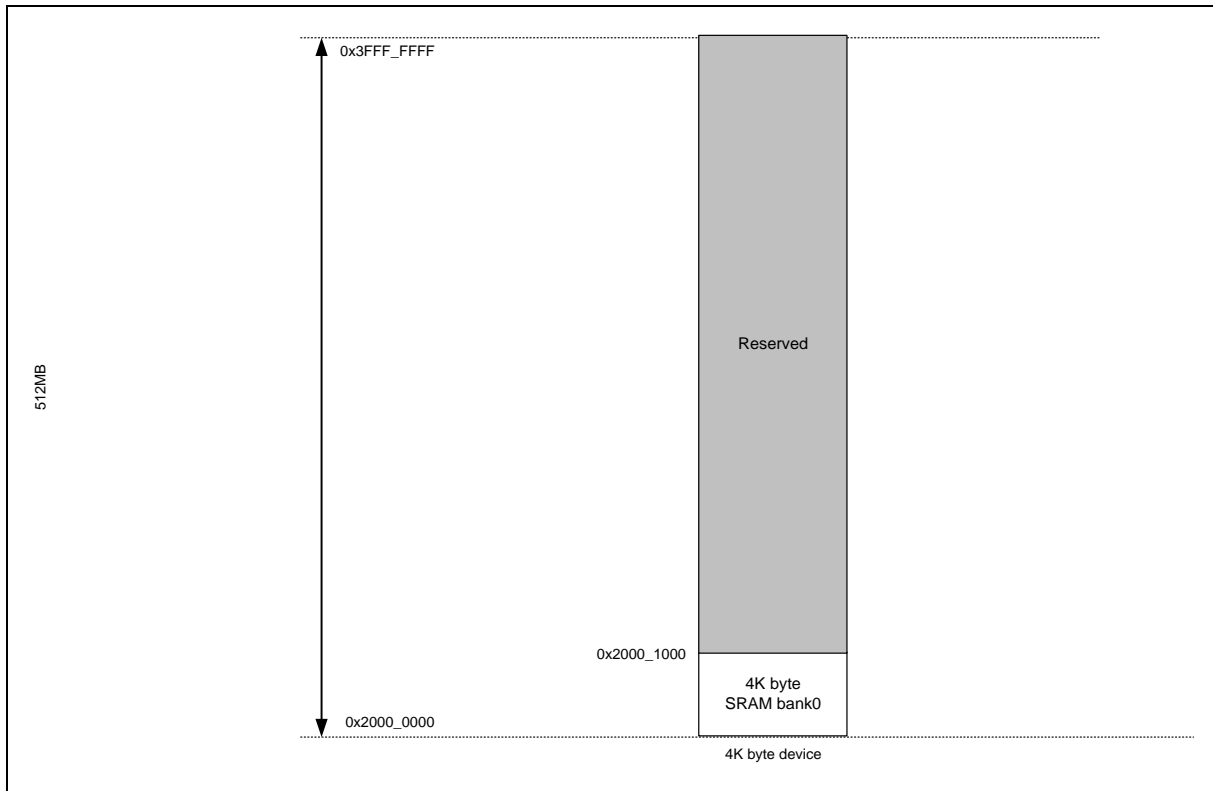 0x3FFF_FFFF
Reserved
512MB
0x2000_1000
4K byte
SRAM bank0
0x2000_0000
4K byte device